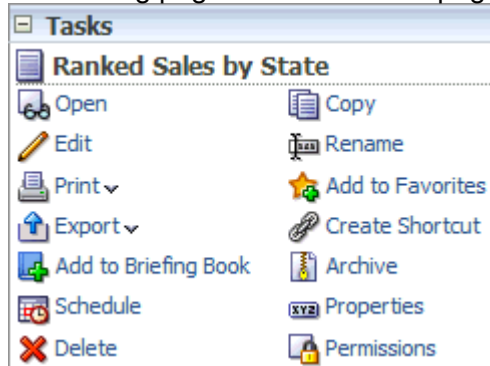 Tasks
Ranked Sales by State
Open Copy
Edit Rename
Print Add to Favorites
Export Create Shortcut
Add to Briefing Book Archive
Schedule XYZ Properties
Delete Permissions